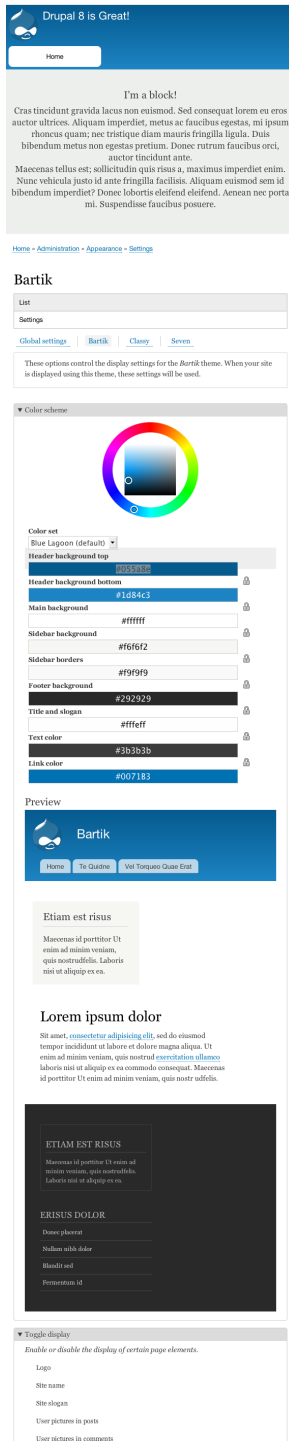 Drupal 8 is Great!
Home
I'm a block!
Cras tincidunt gravida lacus non euismod. Sed consequat lorem eu eros
auctor ultrices. Aliquam imperdiet, metus ac faucibus egestas, mi ipsum
rhoncus quam; nec tristique diam mauris fringilla ligula. Duis
bibendum metus non egestas pretium. Donec rutrum faucibus orci,
auctor tincidunt ante.
Maecenas tellus est; sollicitudin quis risus a, maximus imperdiet enim.
Nunc vehicula justo id ante fringilla facilisis. Aliquam euismod sem id
bibendum imperdiet? Donec lobortis eleifend eleifend. Aenean nec porta
mi. Suspendisse faucibus posuere.
Home » Administration » Appearance » Settings
Bartik
List
Settings
Global settings Bartik Classy Seven
These options control the display settings for the Bartik theme. When your site
is displayed using this theme, these settings will be used.
▼ Color scheme
Color set
Blue Lagoon (default)
Header background top
#055a8e
Header background bottom
#1d84c3
Main background
#ffffff
Sidebar background
#f6f6f2
Sidebar borders
#f9f9f9
Footer background
#292929
Title and slogan
#fffeff
Text color
#3b3b3b
Link color
#0071B3
Preview
Bartik
Home Te Quidne Vel Torqueo Quae Erat
Etiam est risus
Maecenas id porttitor Ut
enim ad minim veniam,
quis nostrudfelis. Laboris
nisi ut aliquip ex ea.
Lorem ipsum dolor
Sit amet, consectetur adipisicing elit, sed do eiusmod
tempor incididunt ut labore et dolore magna aliqua. Ut
enim ad minim veniam, quis nostrud exercitation ullamco
laboris nisi ut aliquip ex ea commodo consequat. Maecenas
id porttitor Ut enim ad minim veniam, quis nostr udfelis.
ETIAM EST RISUS
Maecenas id porttitor Ut enim ad
minim veniam, quis nostrudfelis.
Laboris nisi ut aliquip ex ea.
ERISUS DOLOR
Donec placerat
Nullam nibh dolor
Blandit sed
Fermentum id
▼ Toggle display
Enable or disable the display of certain page elements.
Logo
Site name
Site slogan
User pictures in posts
User pictures in comments